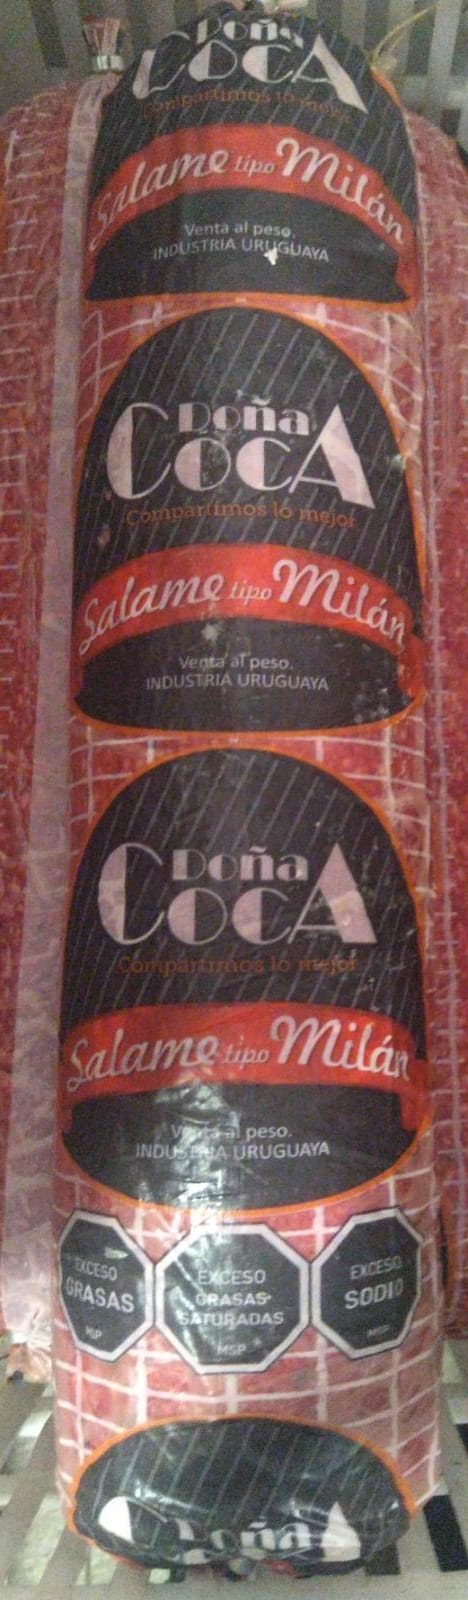 Doña
COCA
Compartimos lo mejor
Salame tipo Milán
Venta al peso.
INDUSTRIA URUGUAYA
Doña
COCA
Compartimos lo mejor
Salame tipo Milán
Venta al peso.
INDUSTRIA URUGUAYA
Doña
COCA
Compartimos lo mejor
Salame tipo Milán
Venta al peso.
INDUSTRIA URUGUAYA
EXCESO
GRASAS
MSP
EXCESO
GRASAS
SATURADAS
MSP
EXCESO
SODIO
MSP
Doña
COCA